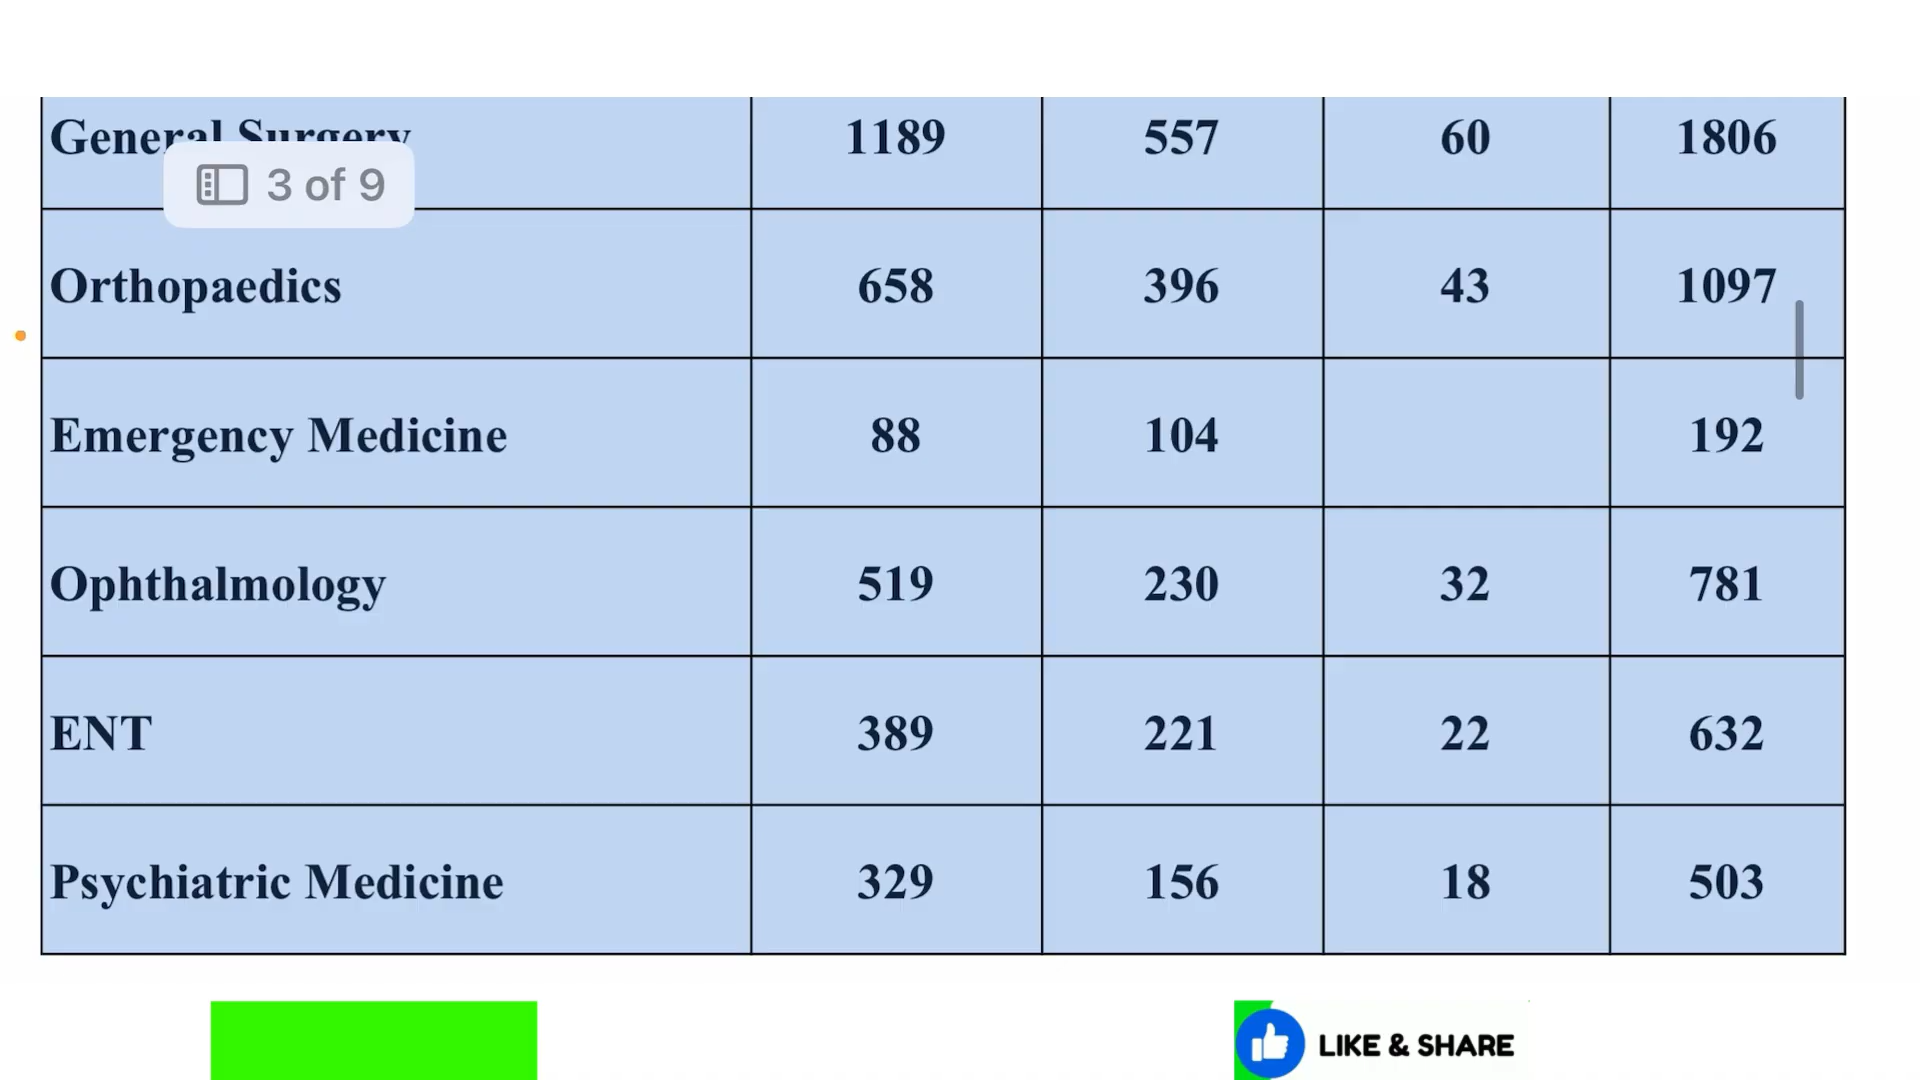 General Surgery 1189 557 60 1806
3 of 9
Orthopaedics 658 396 43 1097
Emergency Medicine 88 104 192
Ophthalmology 519 230 32 781
ENT 389 221 22 632
Psychiatric Medicine 329 156 18 503
LIKE & SHARE